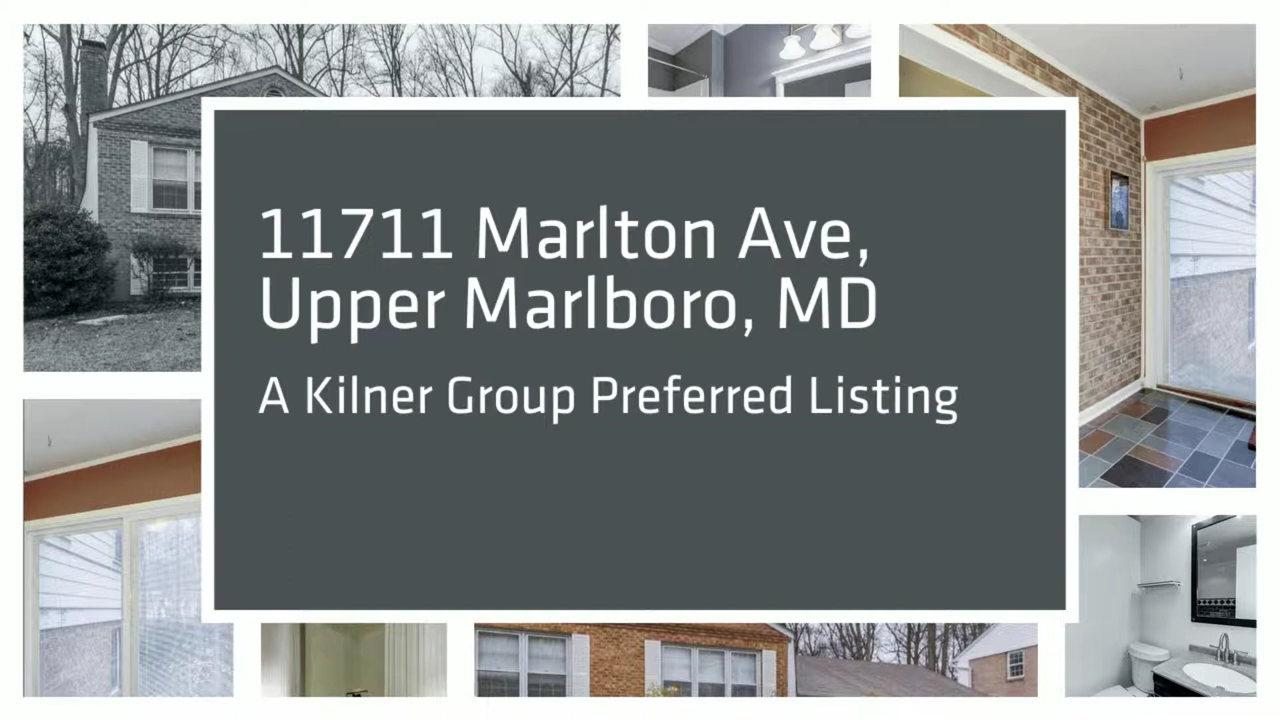 11711 Marlton Ave,
Upper Marlboro, MD
A Kilner Group Preferred Listing